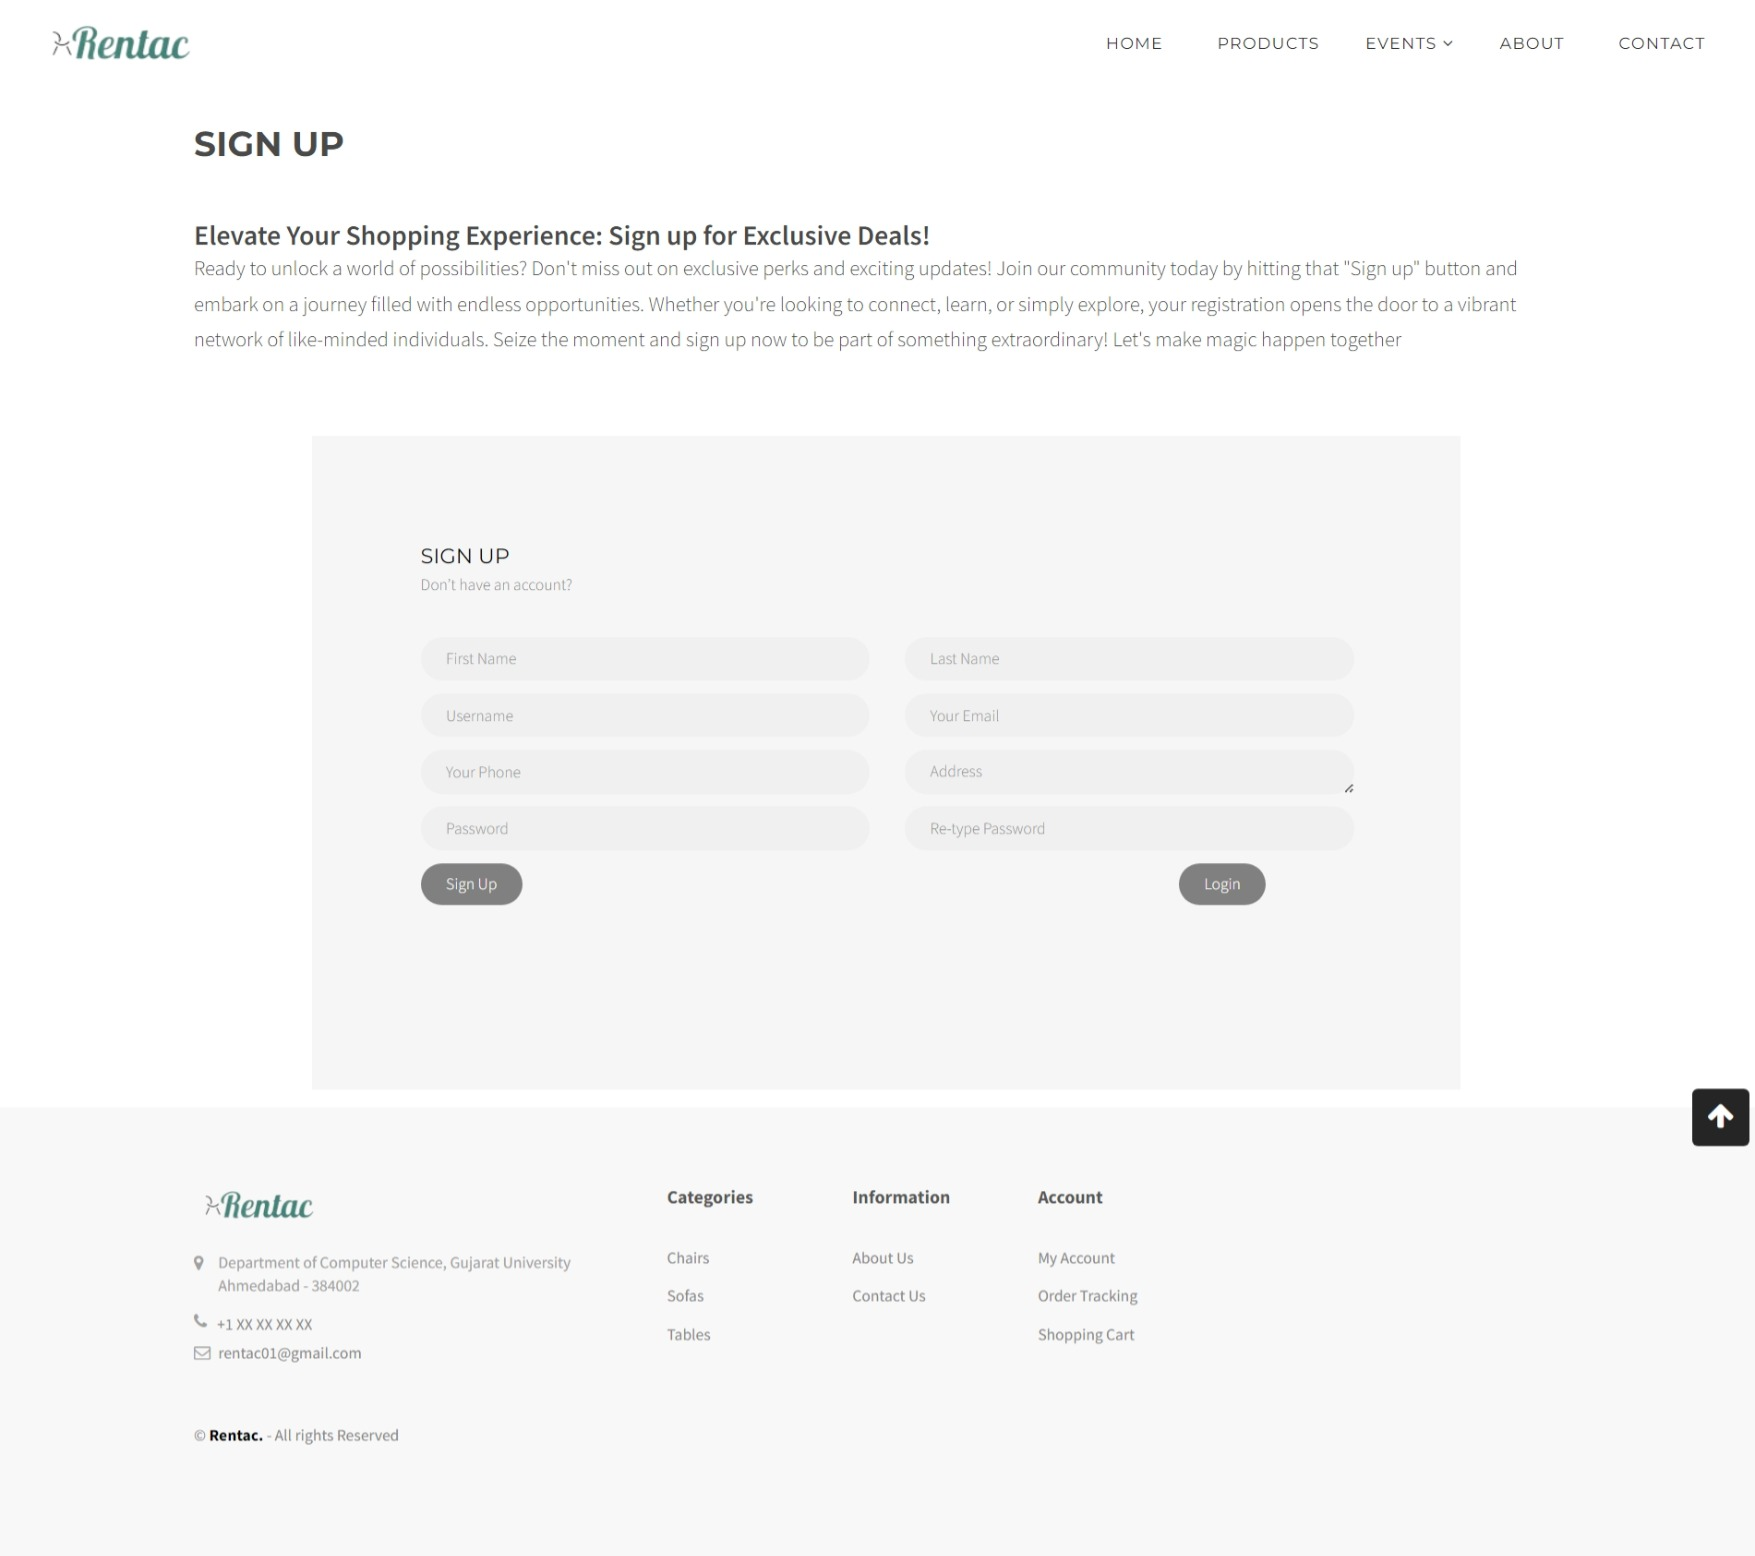 Rentac
HOME PRODUCTS EVENTS ABOUT CONTACT
SIGN UP
Elevate Your Shopping Experience: Sign up for Exclusive Deals!
Ready to unlock a world of possibilities? Don't miss out on exclusive perks and exciting updates! Join our community today by hitting that "Sign up" button and
embark on a journey filled with endless opportunities. Whether you're looking to connect, learn, or simply explore, your registration opens the door to a vibrant
network of like-minded individuals. Seize the moment and sign up now to be part of something extraordinary! Let's make magic happen together
SIGN UP
Don't have an account?
First Name
Last Name
Username
Your Email
Your Phone
Address
Password
Re-type Password
Sign Up
Login
Rentac
Department of Computer Science, Gujarat University
Ahmedabad - 384002
+1 XX XX XX XX
rentac01@gmail.com
Categories
Chairs
Sofas
Tables
Information
About Us
Contact Us
Account
My Account
Order Tracking
Shopping Cart
© Rentac. - All rights Reserved